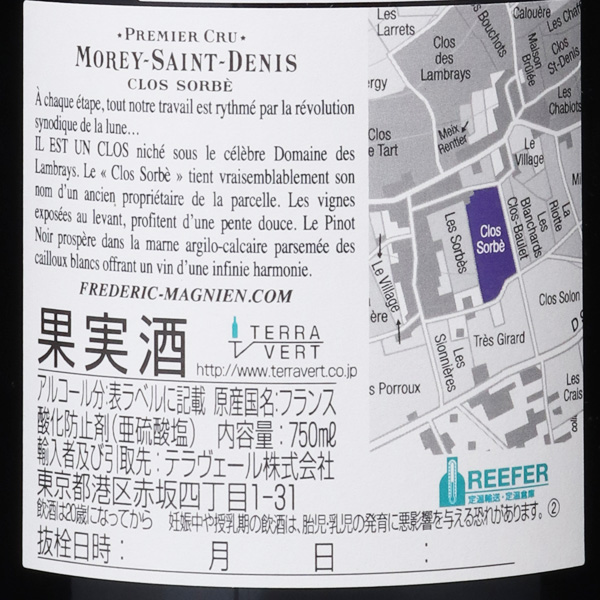 •PREMIER CRU•
MOREY-SAINT-DENIS
CLOS SORBÈ
À chaque étape, tout notre travail est rythmé par la révolution
synodique de la lune…
IL EST UN CLOS niché sous le célèbre Domaine des
Lambrays. Le « Clos Sorbè » tient vraisemblablement son
nom d'un ancien propriétaire de la parcelle. Les vignes
exposées au levant, profitent d'une pente douce. Le Pinot
Noir prospère dans la marne argilo-calcaire parsemée des
cailloux blancs offrant un vin d'une infinie harmonie.
FREDERIC-MAGNIEN.COM
果実酒
TERRA
VERT
http://www.terravert.co.jp
アルコール分:表ラベルに記載 原産国名:フランス
酸化防止剤(亜硫酸塩) 内容量:750mℓ
輸入者及び引取先:テラヴェール株式会社
東京都港区赤坂四丁目1-31
飲酒は20歳になってから 妊娠中や授乳期の飲酒は、胎児・乳児の発育に悪影響を与える恐れがあります。②
抜栓日時: 月 日 :
Les
Larrets
Clos
des
Lambrays
Les Bouchots
Calouère
Maison
Brûlée
Les Chaf
Clos
St-Denis
Les
Chabiots
ergy
Clos
e Tart
Meix
Rentier
Le
Village
Mi
Les Sorbès
Clos
Sorbè
Les
Blanchards
Clos-Baulet
La
Riotte
Le Village
ère
Clos Solon
Très Girard
Les
Sionnières
Porroux
Les
Crais
REEFER
定温輸送・定温倉庫